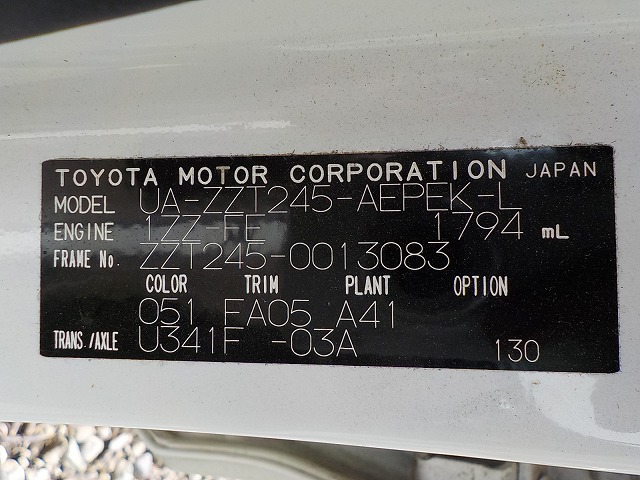 TOYOTA MOTOR CORPORATION JAPAN
MODEL UA-ZZT245-AEPEK-L
ENGINE 1ZZ-FE 1794 mL
FRAME No. ZZT245-0013083
COLOR TRIM PLANT OPTION
051 FA05 A41
TRANS./AXLE U341F -03A 130